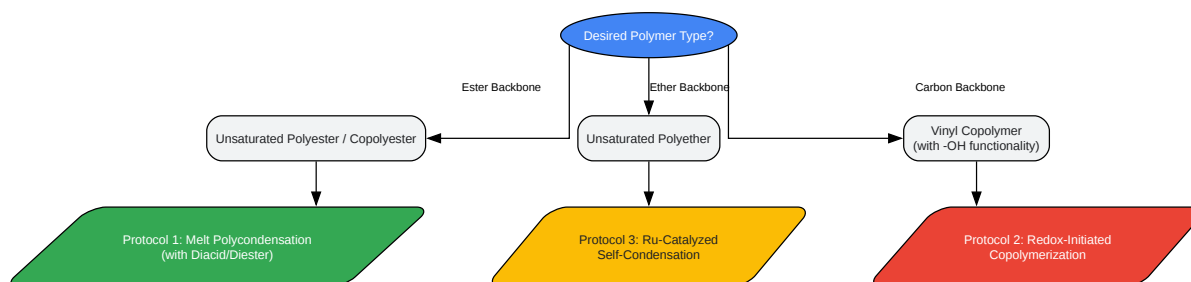 Desired Polymer Type?
Ester Backbone
Ether Backbone
Carbon Backbone
Unsaturated Polyester / Copolyester
Unsaturated Polyether
Vinyl Copolymer
(with -OH functionality)
Protocol 1: Melt Polycondensation
(with Diacid/Diester)
Protocol 3: Ru-Catalyzed
Self-Condensation
Protocol 2: Redox-Initiated
Copolymerization